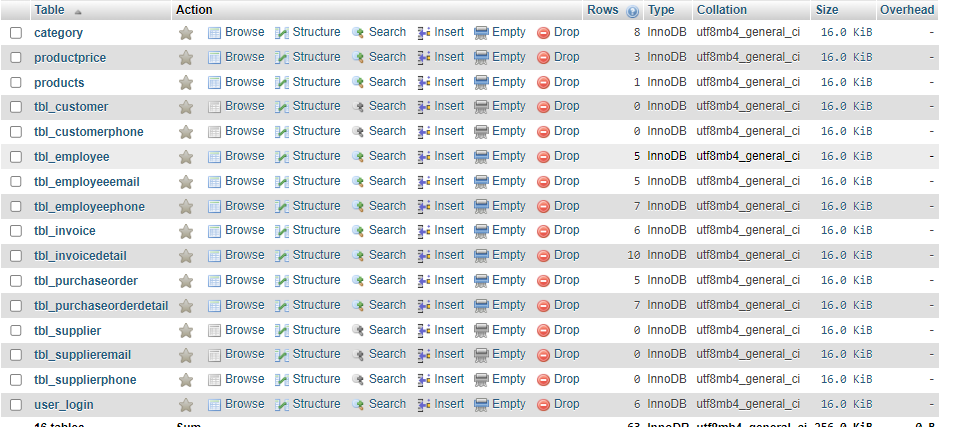 Table Action Rows Type Collation Size Overhead
category Browse Structure Search Insert Empty Drop 8 InnoDB utf8mb4_general_ci 16.0 KiB -
productprice Browse Structure Search Insert Empty Drop 3 InnoDB utf8mb4_general_ci 16.0 KiB -
products Browse Structure Search Insert Empty Drop 1 InnoDB utf8mb4_general_ci 16.0 KiB -
tbl_customer Browse Structure Search Insert Empty Drop 0 InnoDB utf8mb4_general_ci 16.0 KiB -
tbl_customerphone Browse Structure Search Insert Empty Drop 0 InnoDB utf8mb4_general_ci 16.0 KiB -
tbl_employee Browse Structure Search Insert Empty Drop 5 InnoDB utf8mb4_general_ci 16.0 KiB -
tbl_employeeemail Browse Structure Search Insert Empty Drop 5 InnoDB utf8mb4_general_ci 16.0 KiB -
tbl_employeephone Browse Structure Search Insert Empty Drop 7 InnoDB utf8mb4_general_ci 16.0 KiB -
tbl_invoice Browse Structure Search Insert Empty Drop 6 InnoDB utf8mb4_general_ci 16.0 KiB -
tbl_invoicedetail Browse Structure Search Insert Empty Drop 10 InnoDB utf8mb4_general_ci 16.0 KiB -
tbl_purchaseorder Browse Structure Search Insert Empty Drop 5 InnoDB utf8mb4_general_ci 16.0 KiB -
tbl_purchaseorderdetail Browse Structure Search Insert Empty Drop 7 InnoDB utf8mb4_general_ci 16.0 KiB -
tbl_supplier Browse Structure Search Insert Empty Drop 0 InnoDB utf8mb4_general_ci 16.0 KiB -
tbl_supplieremail Browse Structure Search Insert Empty Drop 0 InnoDB utf8mb4_general_ci 16.0 KiB -
tbl_supplierphone Browse Structure Search Insert Empty Drop 0 InnoDB utf8mb4_general_ci 16.0 KiB -
user_login Browse Structure Search Insert Empty Drop 6 InnoDB utf8mb4_general_ci 16.0 KiB -
16 tables Sum 63 InnoDB utf8mb4_general_ci 256.0 KiB 0 B